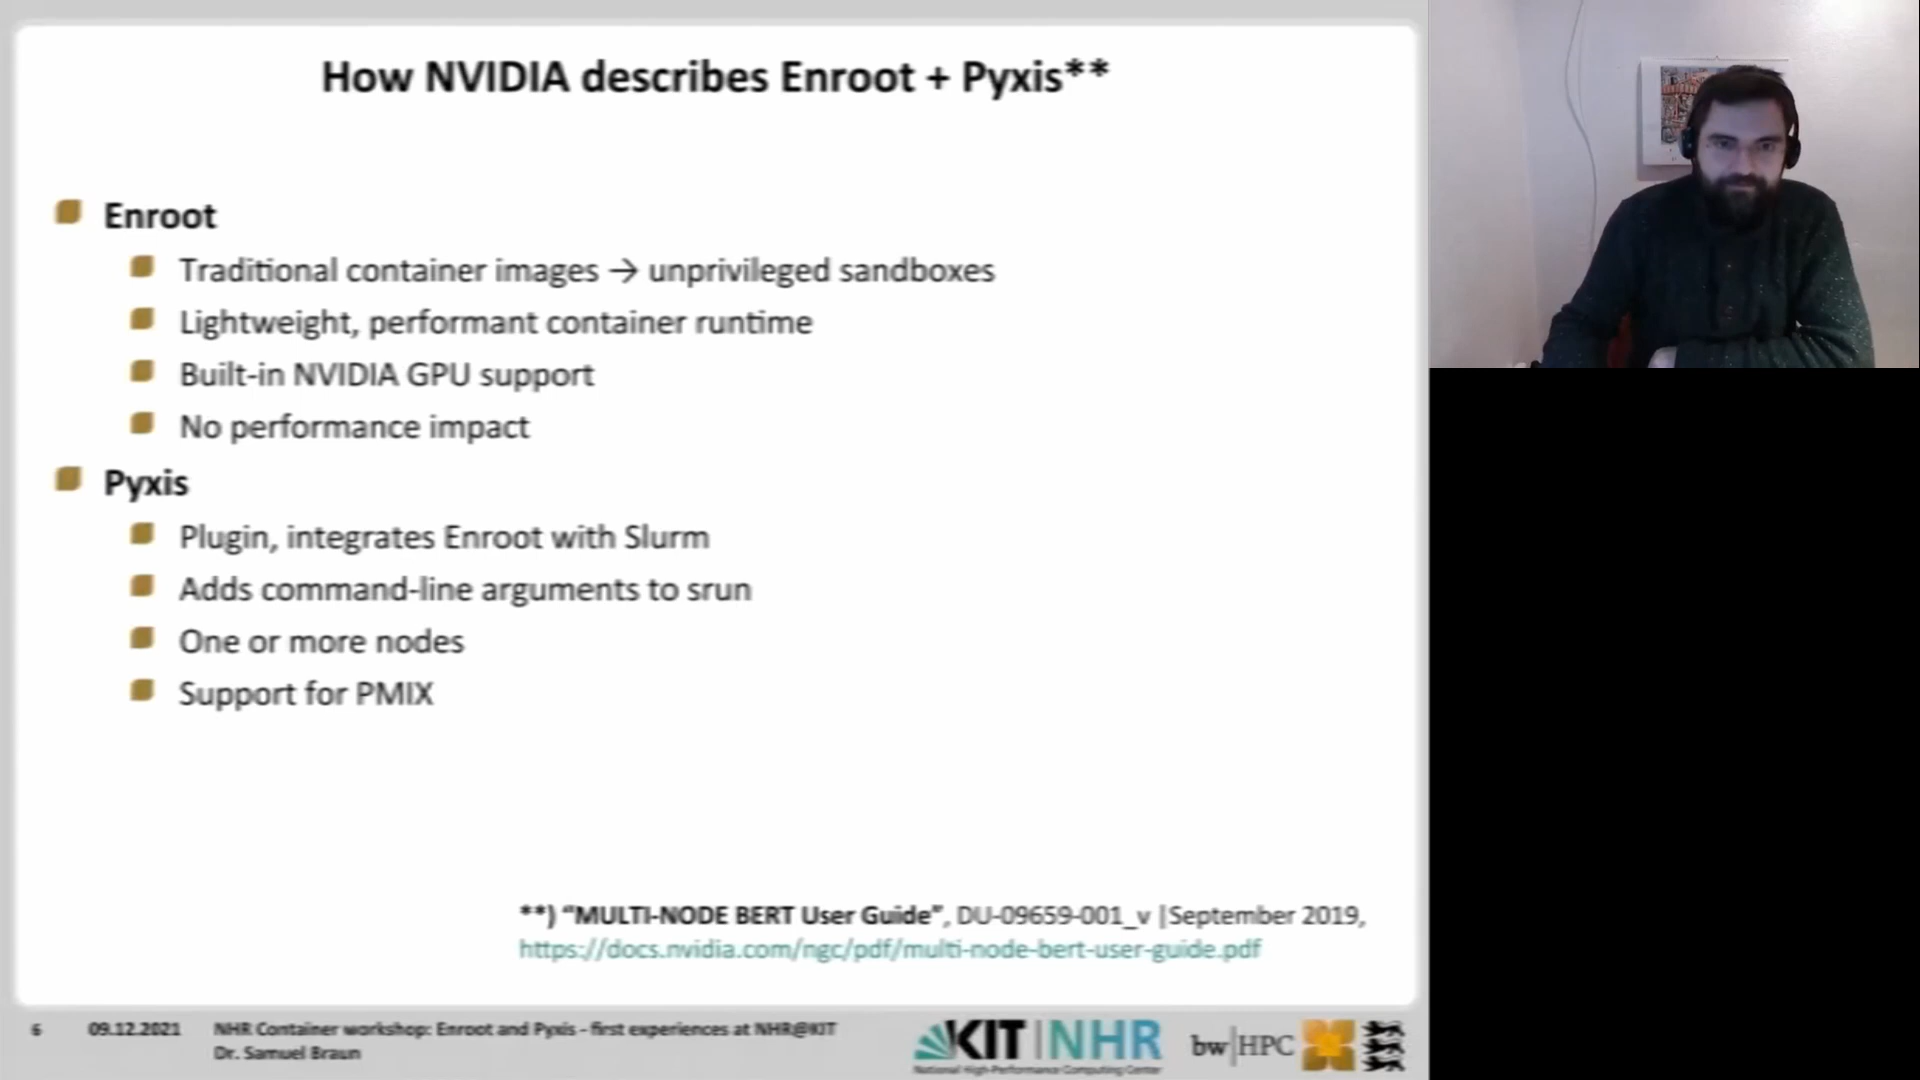 How NVIDIA describes Enroot + Pyxis**
Enroot
Traditional container images → unprivileged sandboxes
Lightweight, performant container runtime
Built-in NVIDIA GPU support
No performance impact
Pyxis
Plugin, integrates Enroot with Slurm
Adds command-line arguments to srun
One or more nodes
Support for PMIX
**) “MULTI-NODE BERT User Guide”, DU-09659-001_v |September 2019,
https://docs.nvidia.com/ngc/pdf/multi-node-bert-user-guide.pdf
6 09.12.2021 NHR Container workshop: Enroot and Pyxis - first experiences at NHR@KIT
Dr. Samuel Braun
KIT | NHR
National High-Performance Computing Center
bw|HPC